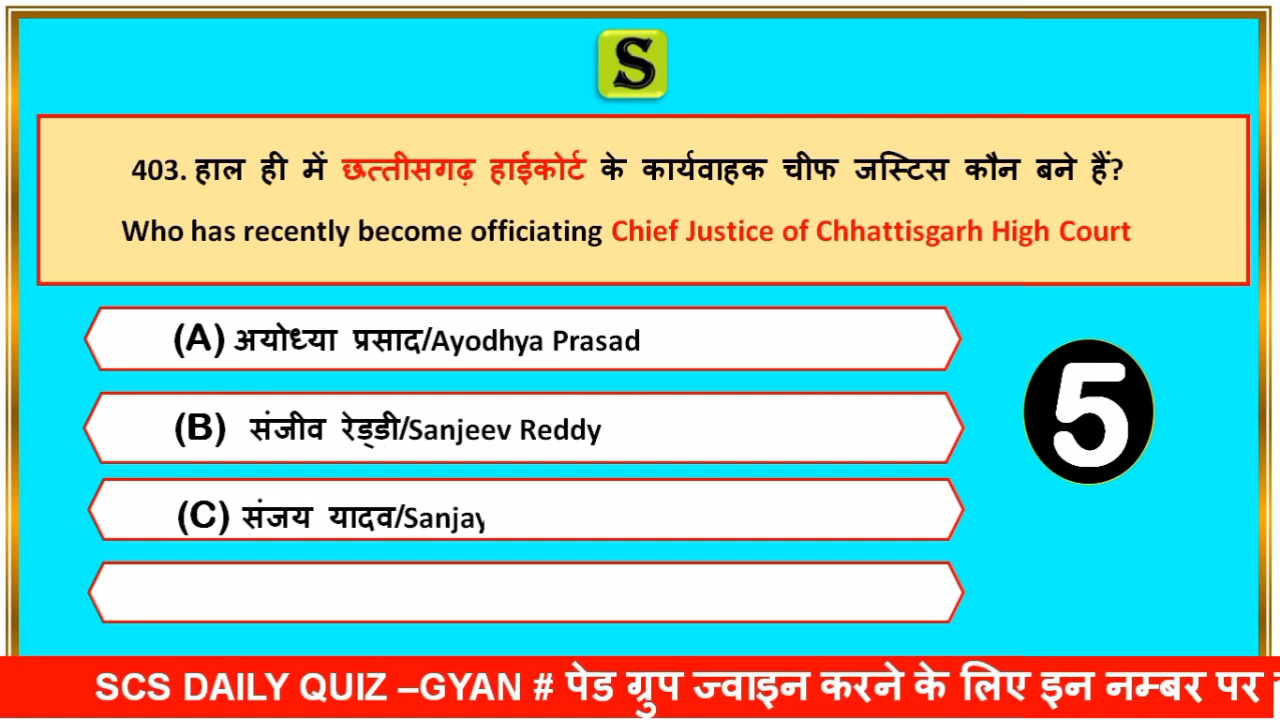 S
403. हाल ही में छत्तीसगढ़ हाईकोर्ट के कार्यवाहक चीफ जस्टिस कौन बने हैं?
Who has recently become officiating Chief Justice of Chhattisgarh High Court
(A) अयोध्या प्रसाद/Ayodhya Prasad
(B) संजीव रेड्डी/Sanjeev Reddy
5
(C) संजय यादव/Sanjay
SCS DAILY QUIZ –GYAN # पेड ग्रुप ज्वाइन करने के लिए इन नम्बर पर